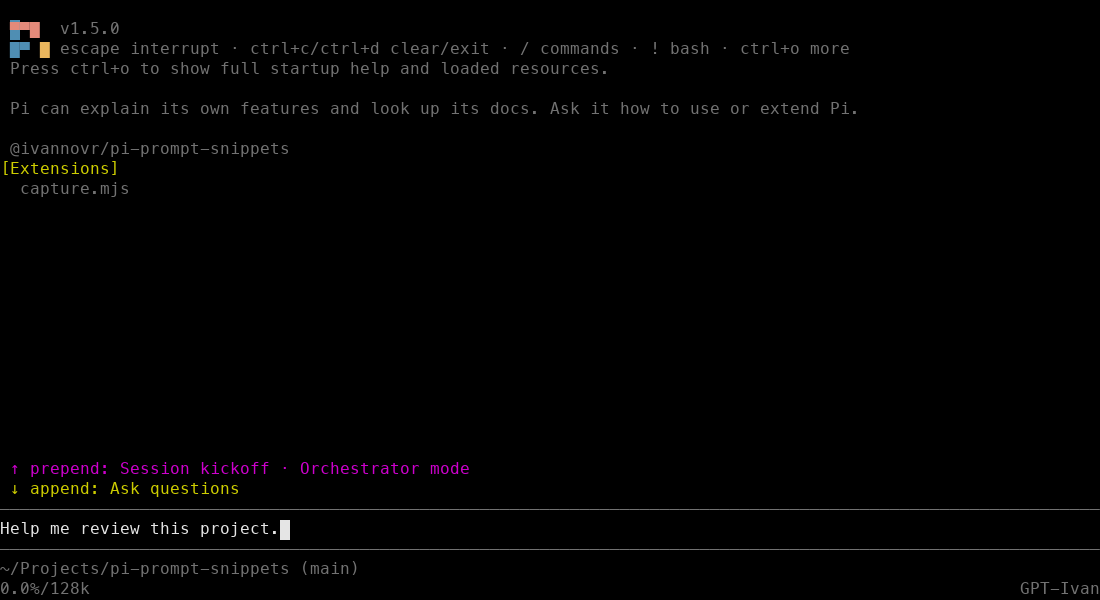 v1.5.0
escape interrupt · ctrl+c/ctrl+d clear/exit · / commands · ! bash · ctrl+o more
Press ctrl+o to show full startup help and loaded resources.
Pi can explain its own features and look up its docs. Ask it how to use or extend Pi.
@ivannovr/pi-prompt-snippets
[Extensions]
capture.mjs
↑ prepend: Session kickoff · Orchestrator mode
↓ append: Ask questions
Help me review this project.
~/Projects/pi-prompt-snippets (main)
0.0%/128k GPT-Ivan